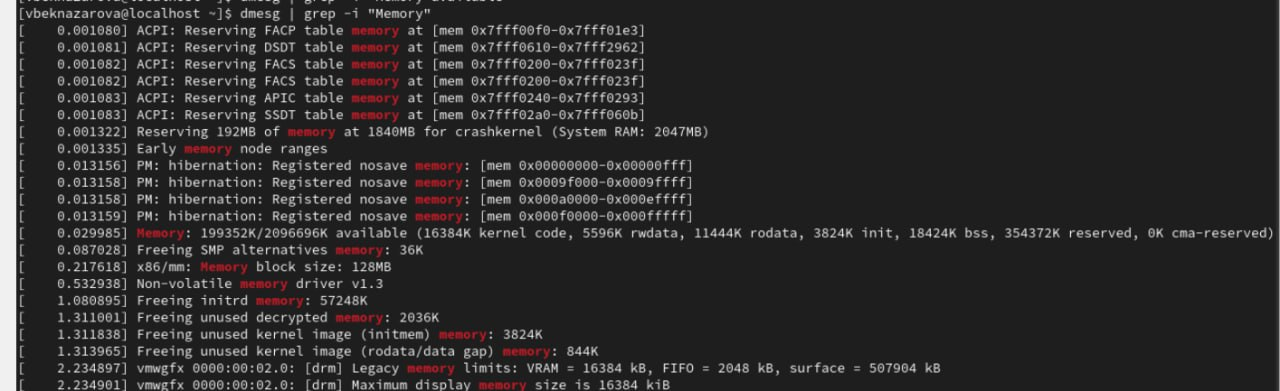 [vbeknazarova@localhost ~]$ dmesg | grep -i "Memory"
[    0.001080] ACPI: Reserving FACP table memory at [mem 0x7fff00f0-0x7fff01e3]
[    0.001081] ACPI: Reserving DSDT table memory at [mem 0x7fff0610-0x7fff2962]
[    0.001082] ACPI: Reserving FACS table memory at [mem 0x7fff0200-0x7fff023f]
[    0.001082] ACPI: Reserving FACS table memory at [mem 0x7fff0200-0x7fff023f]
[    0.001083] ACPI: Reserving APIC table memory at [mem 0x7fff0240-0x7fff0293]
[    0.001083] ACPI: Reserving SSDT table memory at [mem 0x7fff02a0-0x7fff060b]
[    0.001322] Reserving 192MB of memory at 1840MB for crashkernel (System RAM: 2047MB)
[    0.001335] Early memory node ranges
[    0.013156] PM: hibernation: Registered nosave memory: [mem 0x00000000-0x00000fff]
[    0.013158] PM: hibernation: Registered nosave memory: [mem 0x0009f000-0x0009ffff]
[    0.013158] PM: hibernation: Registered nosave memory: [mem 0x000a0000-0x000effff]
[    0.013159] PM: hibernation: Registered nosave memory: [mem 0x000f0000-0x000fffff]
[    0.029985] Memory: 199352K/2096696K available (16384K kernel code, 5596K rwdata, 11444K rodata, 3824K init, 18424K bss, 354372K reserved, 0K cma-reserved)
[    0.087028] Freeing SMP alternatives memory: 36K
[    0.217618] x86/mm: Memory block size: 128MB
[    0.532938] Non-volatile memory driver v1.3
[    1.080895] Freeing initrd memory: 57248K
[    1.311001] Freeing unused decrypted memory: 2036K
[    1.311838] Freeing unused kernel image (initmem) memory: 3824K
[    1.313965] Freeing unused kernel image (rodata/data gap) memory: 844K
[    2.234897] vmwgfx 0000:00:02.0: [drm] Legacy memory limits: VRAM = 16384 kB, FIFO = 2048 kB, surface = 507904 kB
[    2.234901] vmwgfx 0000:00:02.0: [drm] Maximum display memory size is 16384 kiB